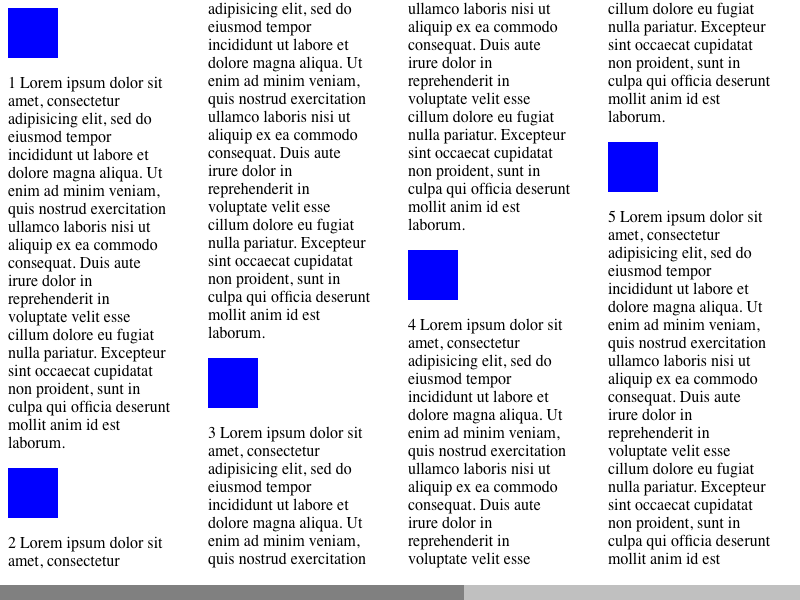 1 Lorem ipsum dolor sit
amet, consectetur
adipisicing elit, sed do
eiusmod tempor
incididunt ut labore et
dolore magna aliqua. Ut
enim ad minim veniam,
quis nostrud exercitation
ullamco laboris nisi ut
aliquip ex ea commodo
consequat. Duis aute
irure dolor in
reprehenderit in
voluptate velit esse
cillum dolore eu fugiat
nulla pariatur. Excepteur
sint occaecat cupidatat
non proident, sunt in
culpa qui officia deserunt
mollit anim id est
laborum.
2 Lorem ipsum dolor sit
amet, consectetur
adipisicing elit, sed do
eiusmod tempor
incididunt ut labore et
dolore magna aliqua. Ut
enim ad minim veniam,
quis nostrud exercitation
ullamco laboris nisi ut
aliquip ex ea commodo
consequat. Duis aute
irure dolor in
reprehenderit in
voluptate velit esse
cillum dolore eu fugiat
nulla pariatur. Excepteur
sint occaecat cupidatat
non proident, sunt in
culpa qui officia deserunt
mollit anim id est
laborum.
3 Lorem ipsum dolor sit
amet, consectetur
adipisicing elit, sed do
eiusmod tempor
incididunt ut labore et
dolore magna aliqua. Ut
enim ad minim veniam,
quis nostrud exercitation
ullamco laboris nisi ut
aliquip ex ea commodo
consequat. Duis aute
irure dolor in
reprehenderit in
voluptate velit esse
cillum dolore eu fugiat
nulla pariatur. Excepteur
sint occaecat cupidatat
non proident, sunt in
culpa qui officia deserunt
mollit anim id est
laborum.
4 Lorem ipsum dolor sit
amet, consectetur
adipisicing elit, sed do
eiusmod tempor
incididunt ut labore et
dolore magna aliqua. Ut
enim ad minim veniam,
quis nostrud exercitation
ullamco laboris nisi ut
aliquip ex ea commodo
consequat. Duis aute
irure dolor in
reprehenderit in
voluptate velit esse
cillum dolore eu fugiat
nulla pariatur. Excepteur
sint occaecat cupidatat
non proident, sunt in
culpa qui officia deserunt
mollit anim id est
laborum.
5 Lorem ipsum dolor sit
amet, consectetur
adipisicing elit, sed do
eiusmod tempor
incididunt ut labore et
dolore magna aliqua. Ut
enim ad minim veniam,
quis nostrud exercitation
ullamco laboris nisi ut
aliquip ex ea commodo
consequat. Duis aute
irure dolor in
reprehenderit in
voluptate velit esse
cillum dolore eu fugiat
nulla pariatur. Excepteur
sint occaecat cupidatat
non proident, sunt in
culpa qui officia deserunt
mollit anim id est